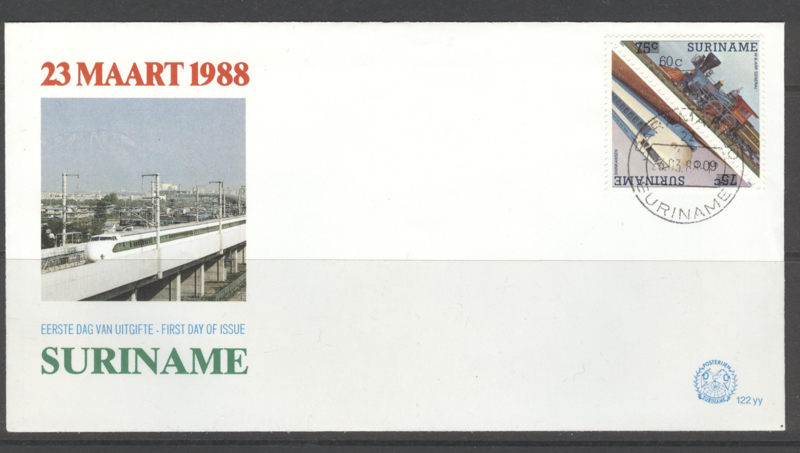 23 MAART 1988
75c SURINAME
60 c
SURINAME 75c
SURINAME
EERSTE DAG VAN UITGIFTE - FIRST DAY OF ISSUE
SURINAME
122 yy